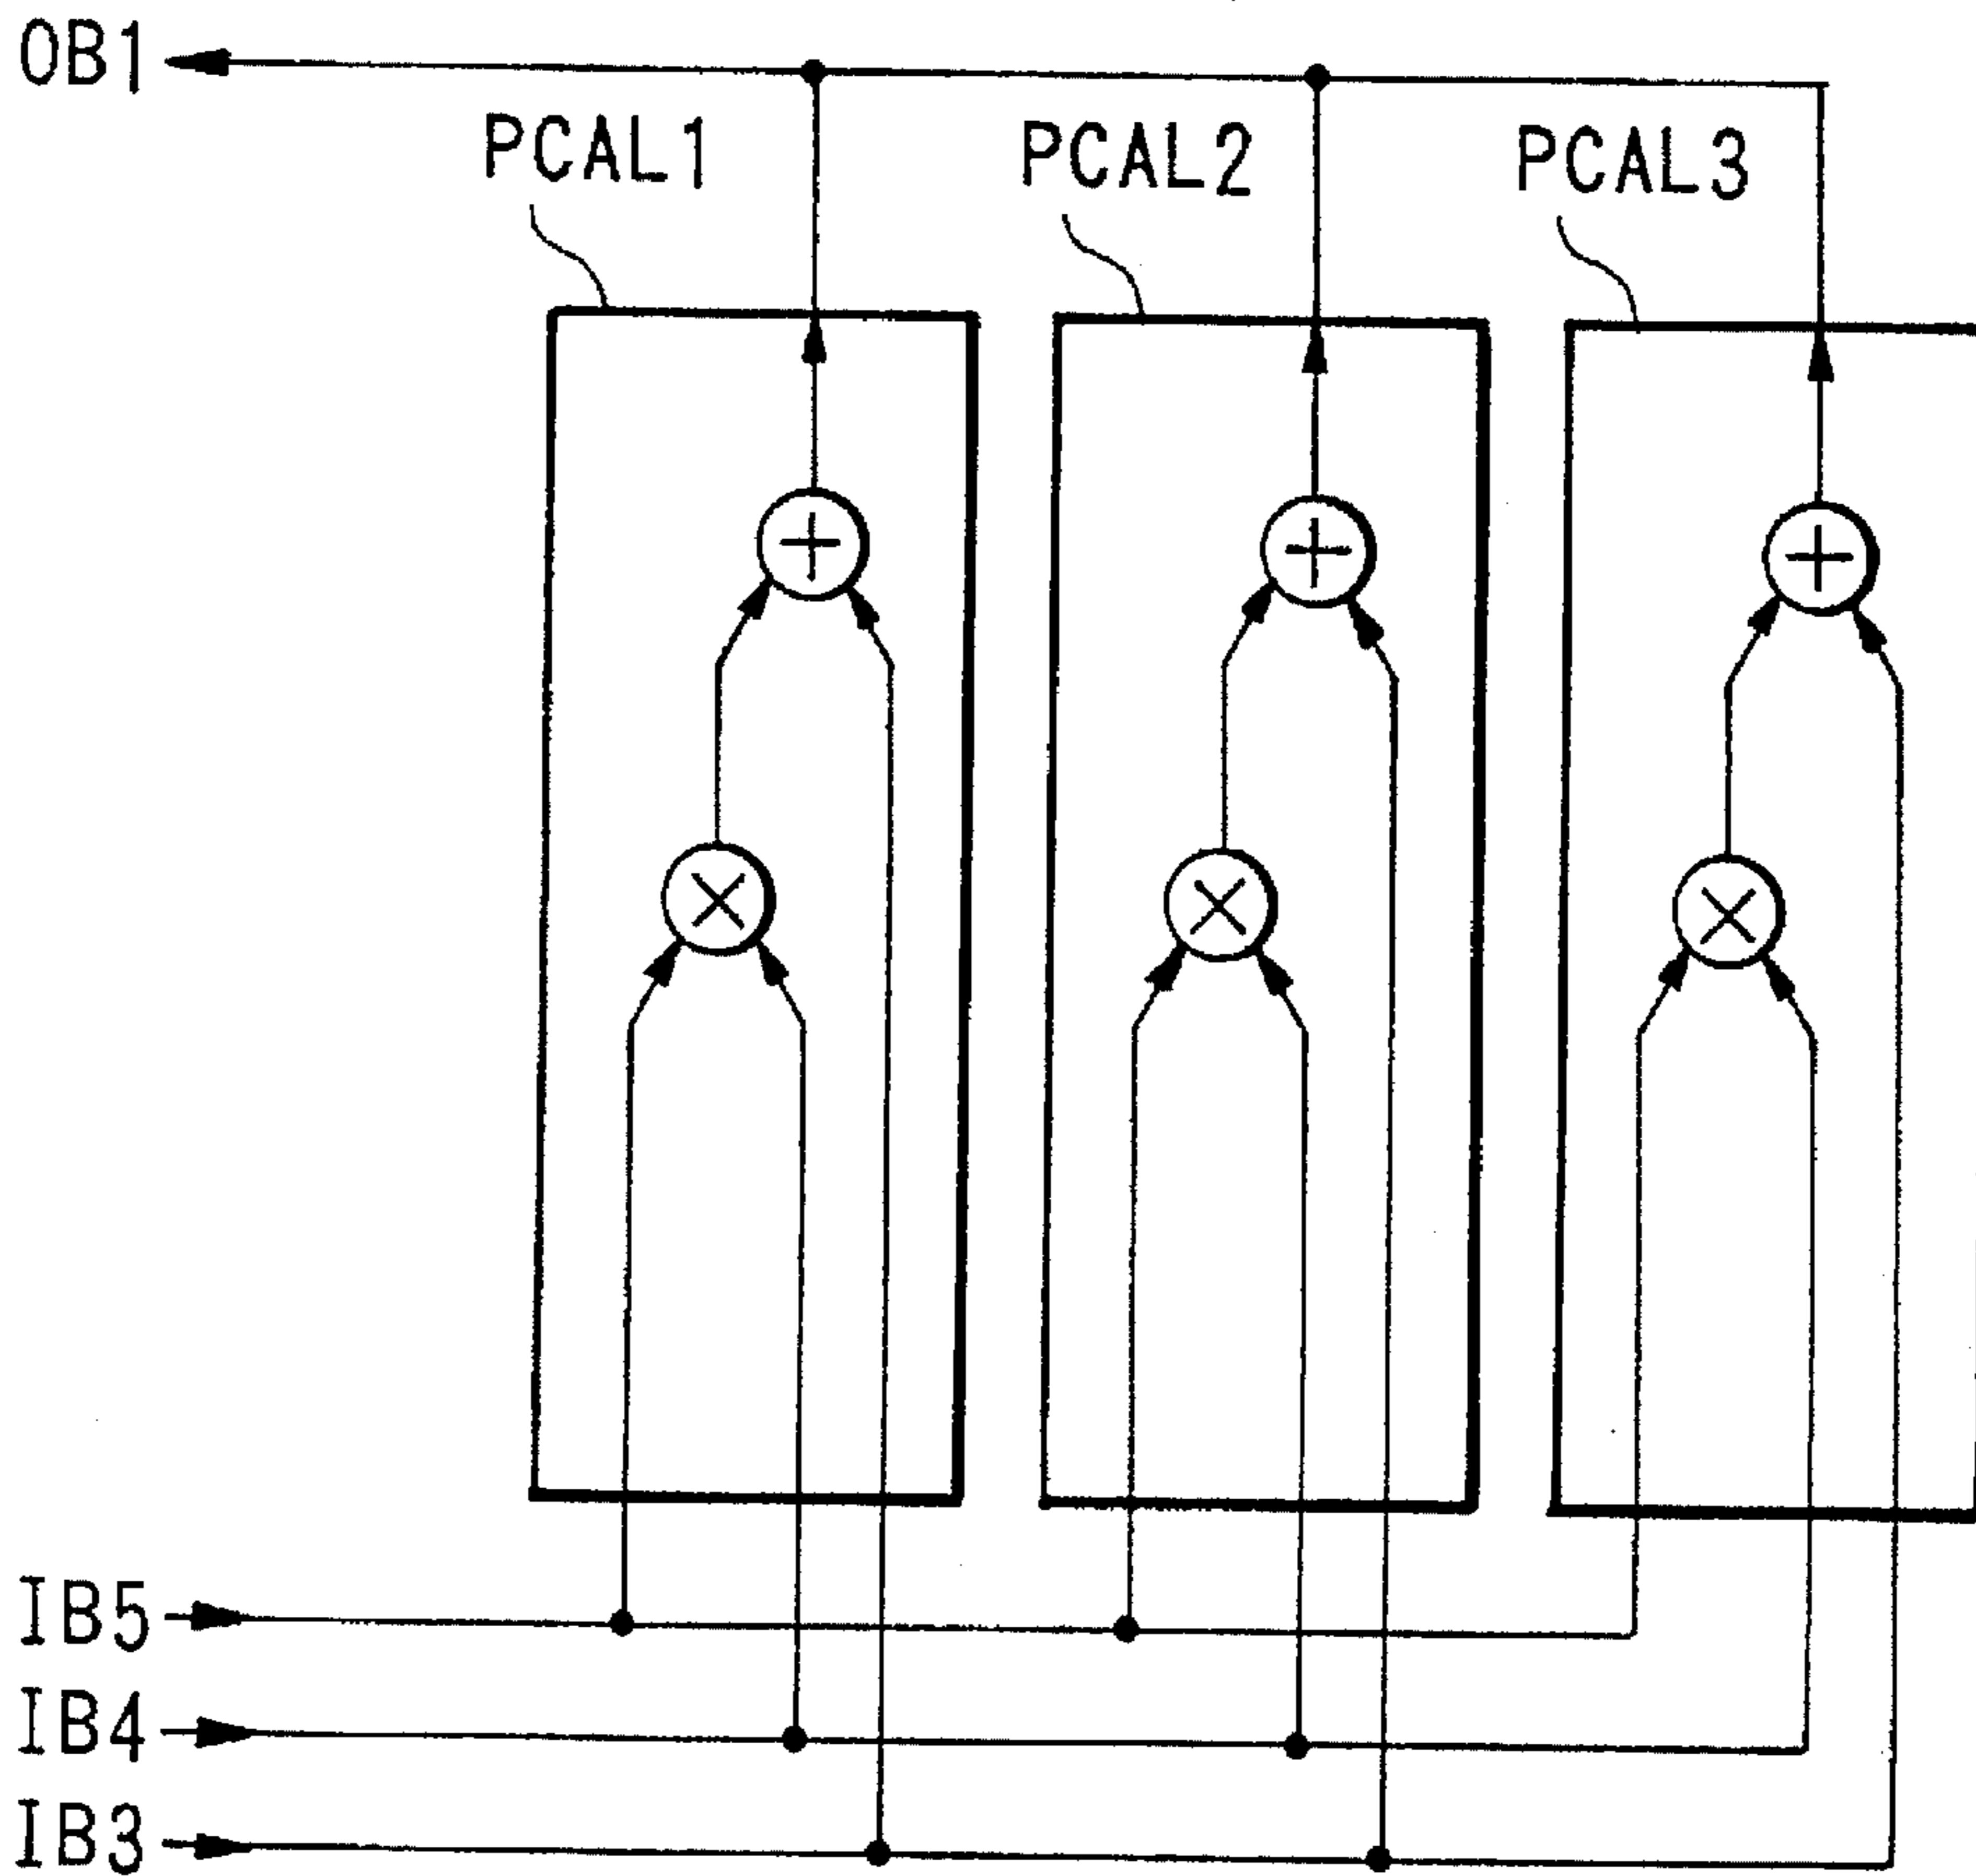 OB1
PCAL1
PCAL2
PCAL3
+
+
+
×
×
×
IB5
IB4
IB3